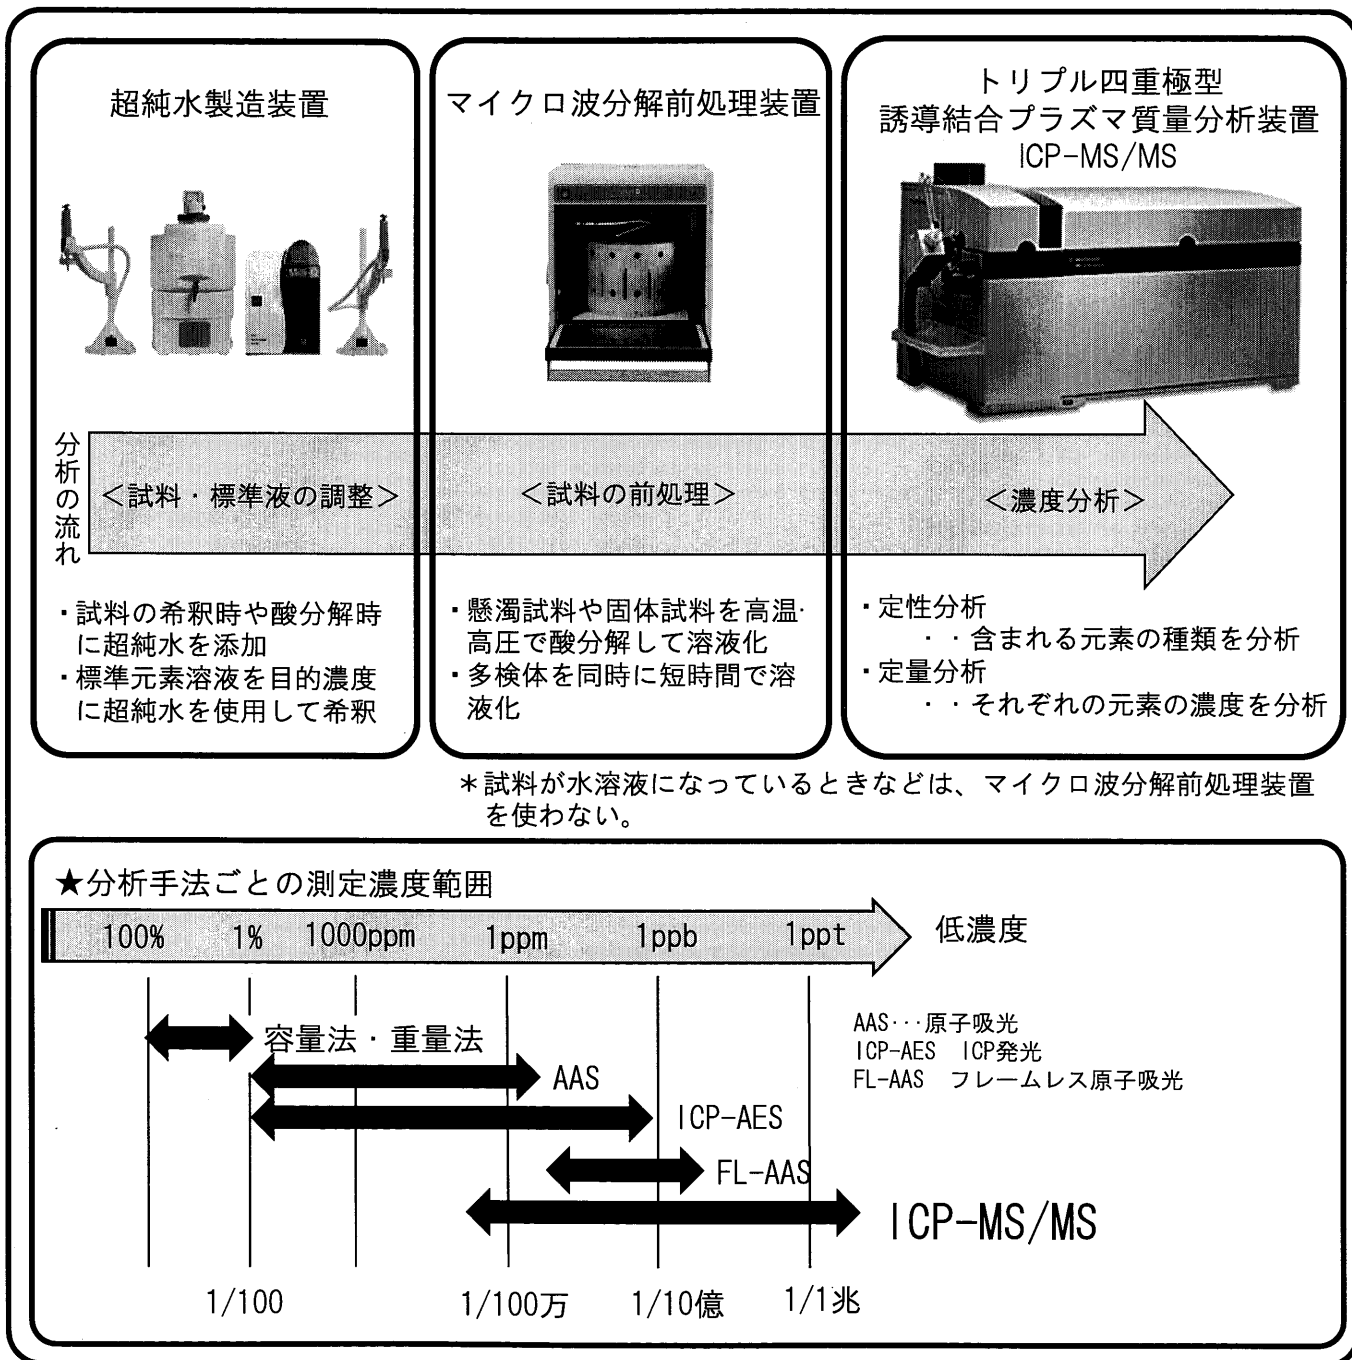 超純水製造装置
マイクロ波分解前処理装置
トリプル四重極型
誘導結合プラズマ質量分析装置
ICP-MS/MS
分析の流れ
＜試料・標準液の調整＞
＜試料の前処理＞
＜濃度分析＞
・試料の希釈時や酸分解時
に超純水を添加
・標準元素溶液を目的濃度
に超純水を使用して希釈
・懸濁試料や固体試料を高温・
高圧で酸分解して溶液化
・多検体を同時に短時間で溶
液化
・定性分析
・・含まれる元素の種類を分析
・定量分析
・・それぞれの元素の濃度を分析
＊試料が水溶液になっているときなどは、マイクロ波分解前処理装置
を使わない。
★分析手法ごとの測定濃度範囲
100% 1% 1000ppm 1ppm 1ppb 1ppt
低濃度
容量法・重量法
AAS
ICP-AES
FL-AAS
ICP-MS/MS
AAS・・・原子吸光
ICP-AES ICP発光
FL-AAS フレームレス原子吸光
1/100 1/100万 1/10億 1/1兆